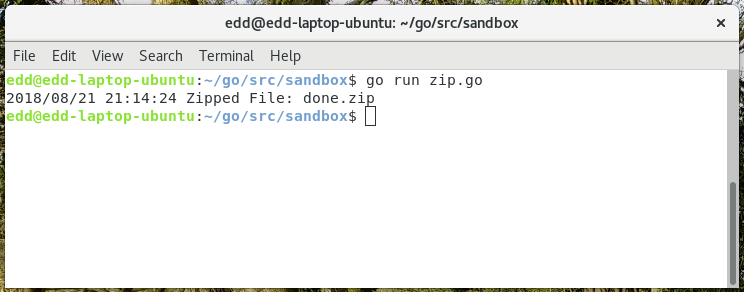 edd@edd-laptop-ubuntu: ~/go/src/sandbox
File Edit View Search Terminal Help
edd@edd-laptop-ubuntu:~/go/src/sandbox$ go run zip.go
2018/08/21 21:14:24 Zipped File: done.zip
edd@edd-laptop-ubuntu:~/go/src/sandbox$